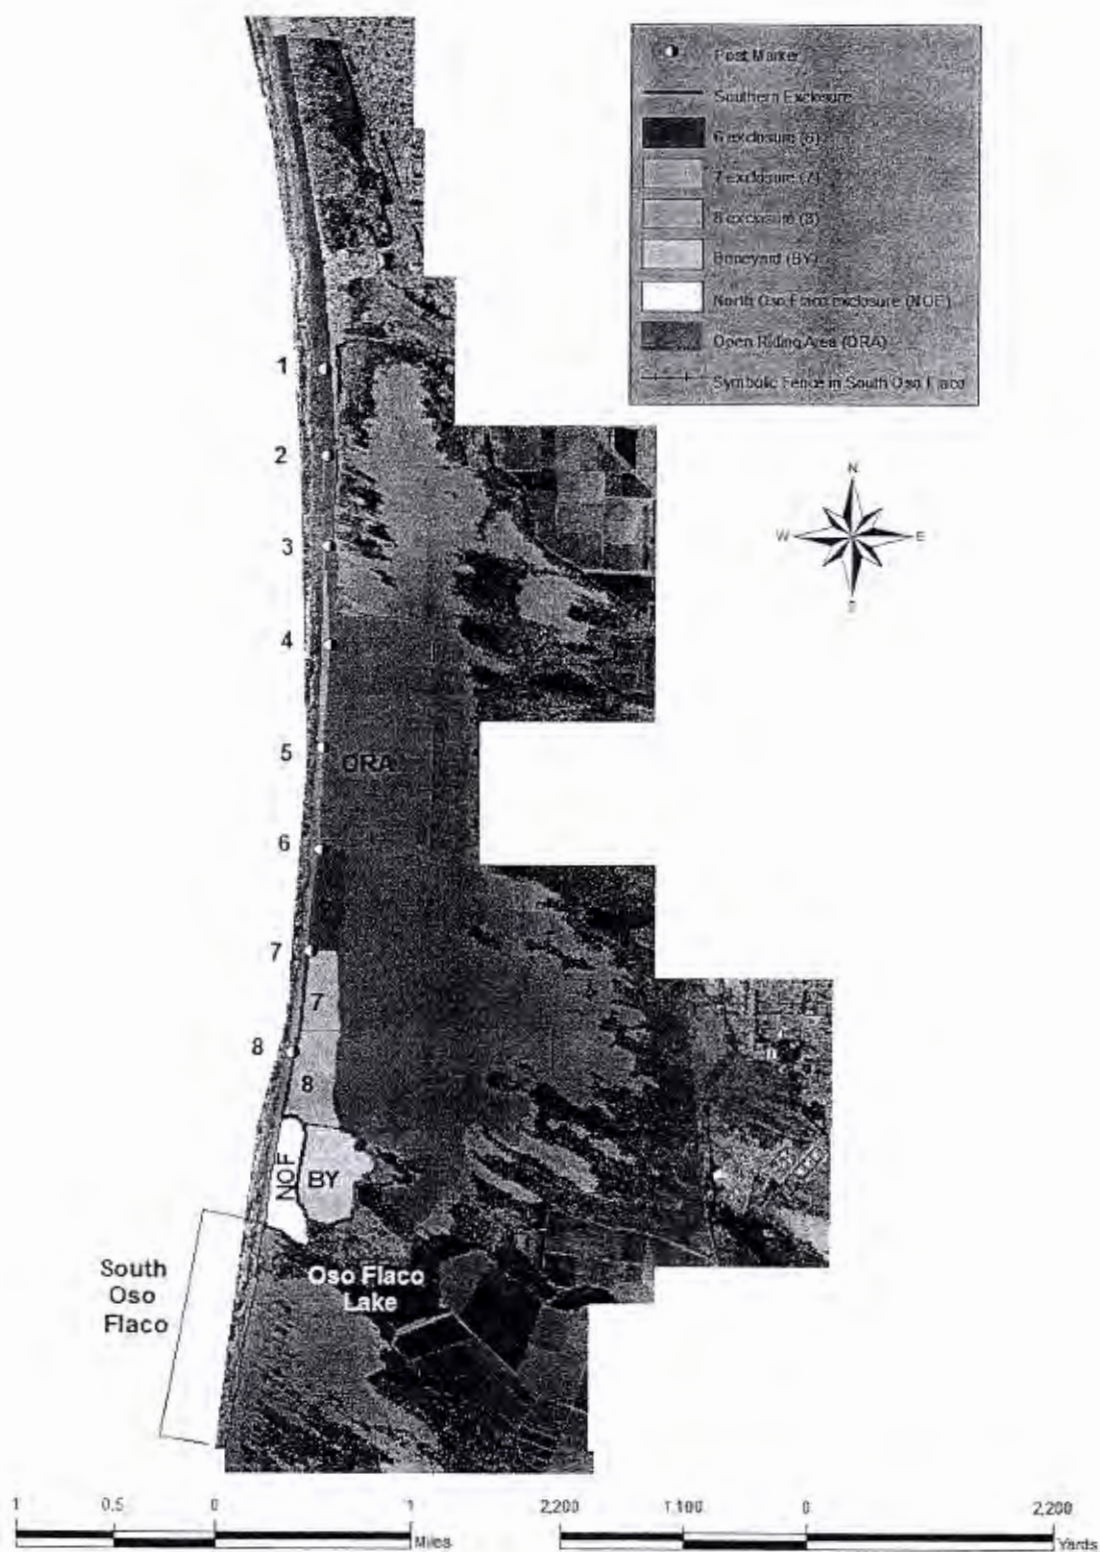 Post Marker
Southern Exclosure
6 exclosure (6)
7 exclosure (7)
8 exclosure (8)
Boneyard (BY)
North Oso Flaco exclosure (NOF)
Open Riding Area (ORA)
Symbolic Fence in South Oso Flaco
N
W E
S
1
2
3
4
5
ORA
6
7
7
8
8
NOF
BY
South
Oso
Flaco
Oso Flaco
Lake
1 0.5 0 1
Miles
2,200 1,100 0 2,200
Yards